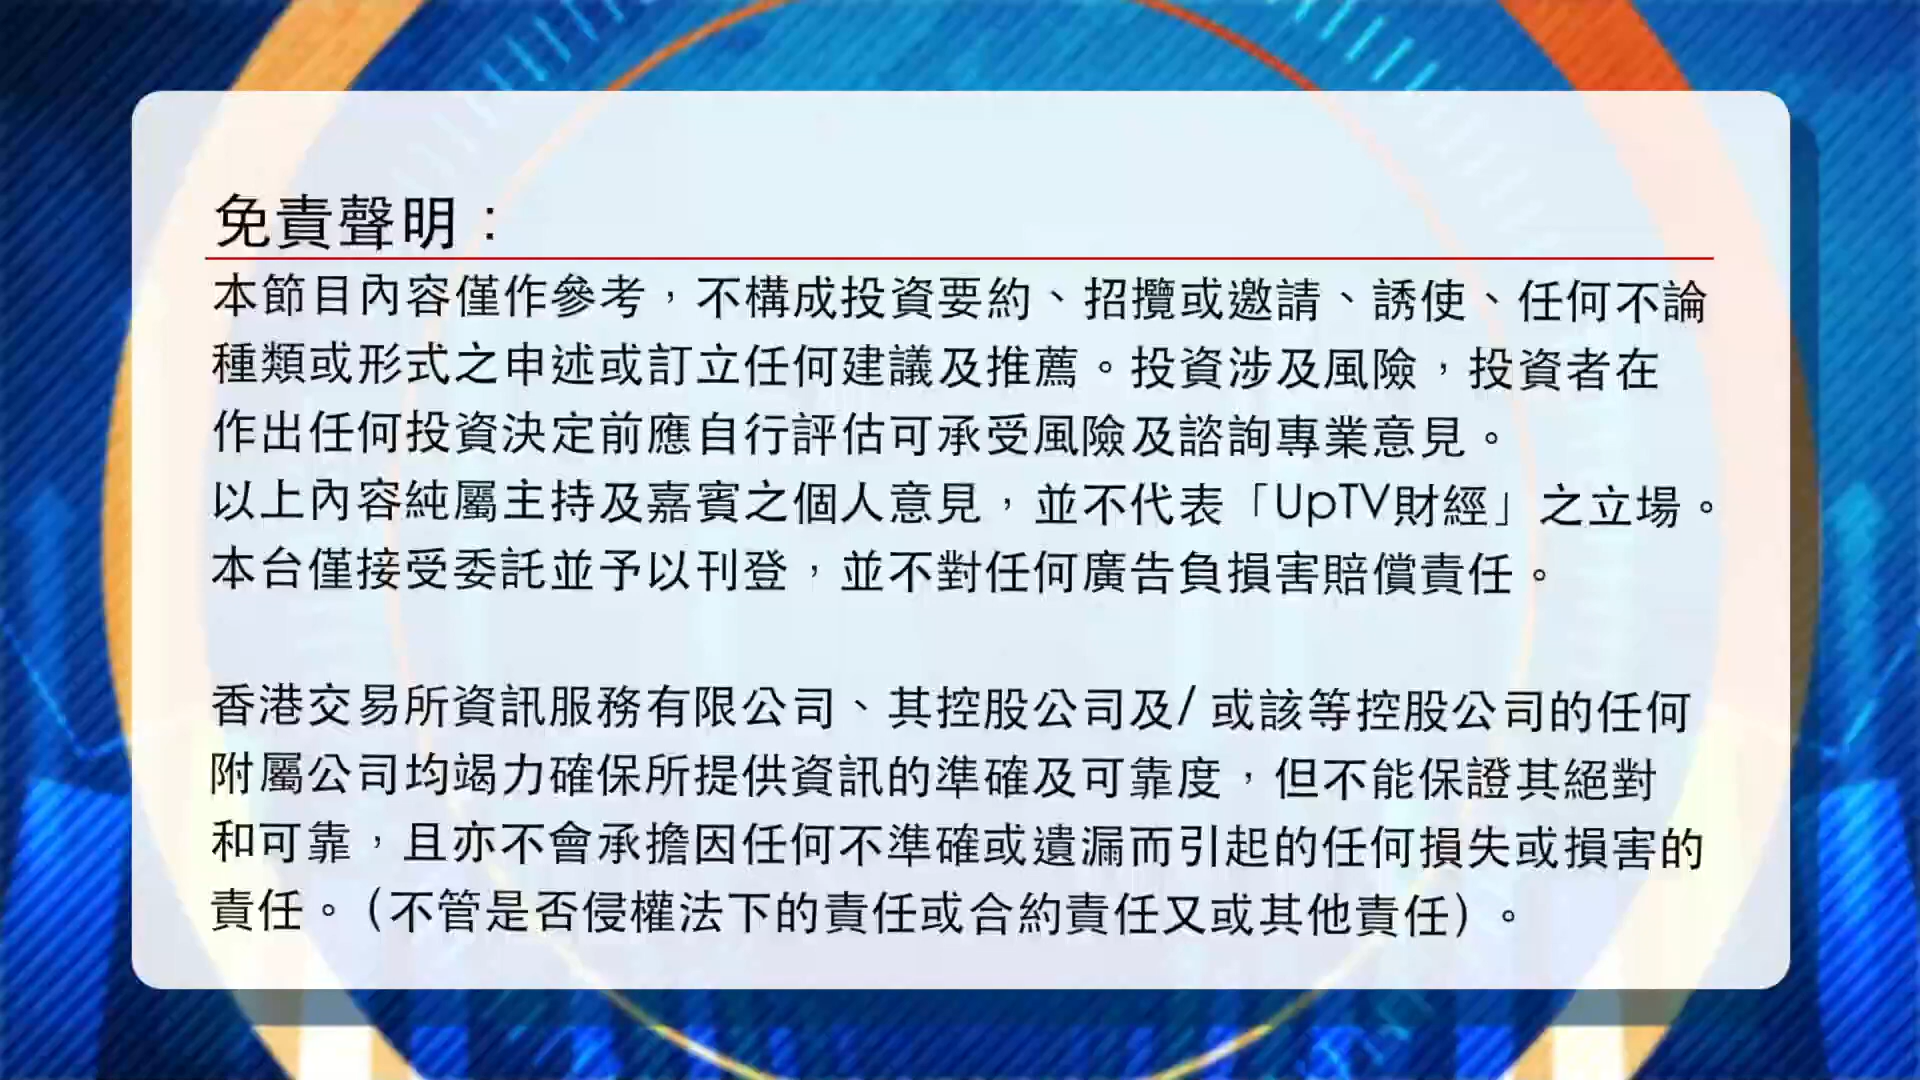 免責聲明：
本節目內容僅作參考，不構成投資要約、招攬或邀請、誘使、任何不論
種類或形式之申述或訂立任何建議及推薦。投資涉及風險，投資者在
作出任何投資決定前應自行評估可承受風險及諮詢專業意見。
以上內容純屬主持及嘉賓之個人意見，並不代表「UpTV財經」之立場。
本台僅接受委託並予以刊登，並不對任何廣告負損害賠償責任。
香港交易所資訊服務有限公司、其控股公司及/ 或該等控股公司的任何
附屬公司均竭力確保所提供資訊的準確及可靠度，但不能保證其絕對
和可靠，且亦不會承擔因任何不準確或遺漏而引起的任何損失或損害的
責任。（不管是否侵權法下的責任或合約責任又或其他責任）。